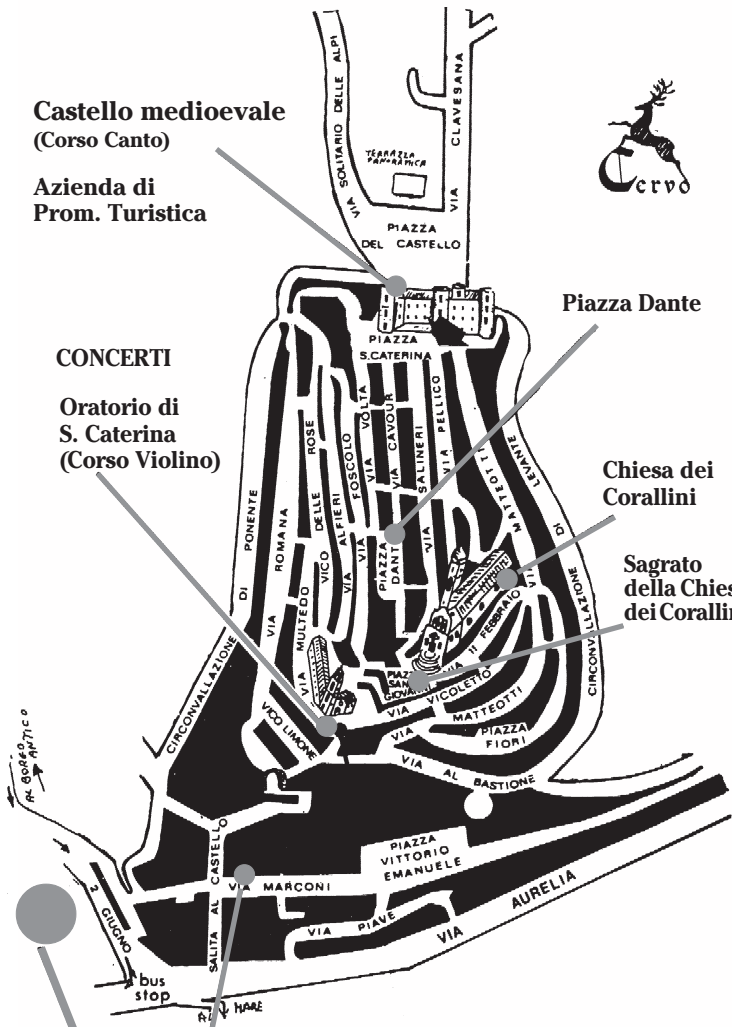 Castello medioevale
(Corso Canto)
Azienda di
Prom. Turistica
VIA SOLITARIO DELLE ALPI
VIA CLAVESANA
TERRAZZA
PANORAMICA
Cervo
PIAZZA
DEL CASTELLO
Piazza Dante
PIAZZA
S.CATERINA
CONCERTI
Oratorio di
S. Caterina
(Corso Violino)
Chiesa dei
Corallini
Sagrato
della Chies
dei Corallin
CIRCONVALLAZIONE DI PONENTE
VIA ROMANA
VIA MULTEDO
VICO DELLE ROSE
VIA ALFIERI
VIA FOSCOLO
VIA VOLTA
VIA CAVOUR
PIAZZA
DANTE
VIA SALINERI
VIA PELLICO
VIA MATTEOTTI
CIRCONVALLAZIONE DI LEVANTE
VIA II FEBBRAIO
PIAZZA
SAN
GIOVANNI
VIA VICOLETTO
VIA MATTEOTTI
PIAZZA
FIORI
VICO LIMONE
VIA AL BASTIONE
AL BORGO
ANTICO
SALITA AL CASTELLO
PIAZZA
VITTORIO
EMANUELE
VIA MARCONI
2 GIUGNO
VIA PIAVE
VIA AURELIA
bus
stop
AL MARE